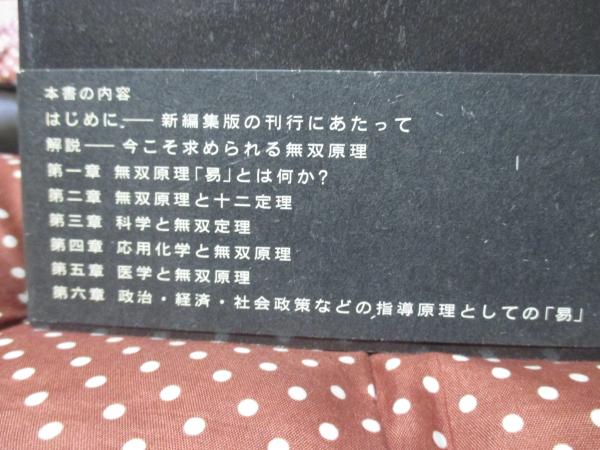 本書の内容
はじめに── 新編集版の刊行にあたって
解説── 今こそ求められる無双原理
第一章 無双原理「易」とは何か?
第二章 無双原理と十二定理
第三章 科学と無双定理
第四章 応用化学と無双原理
第五章 医学と無双原理
第六章 政治・経済・社会政策などの指導原理としての「易」